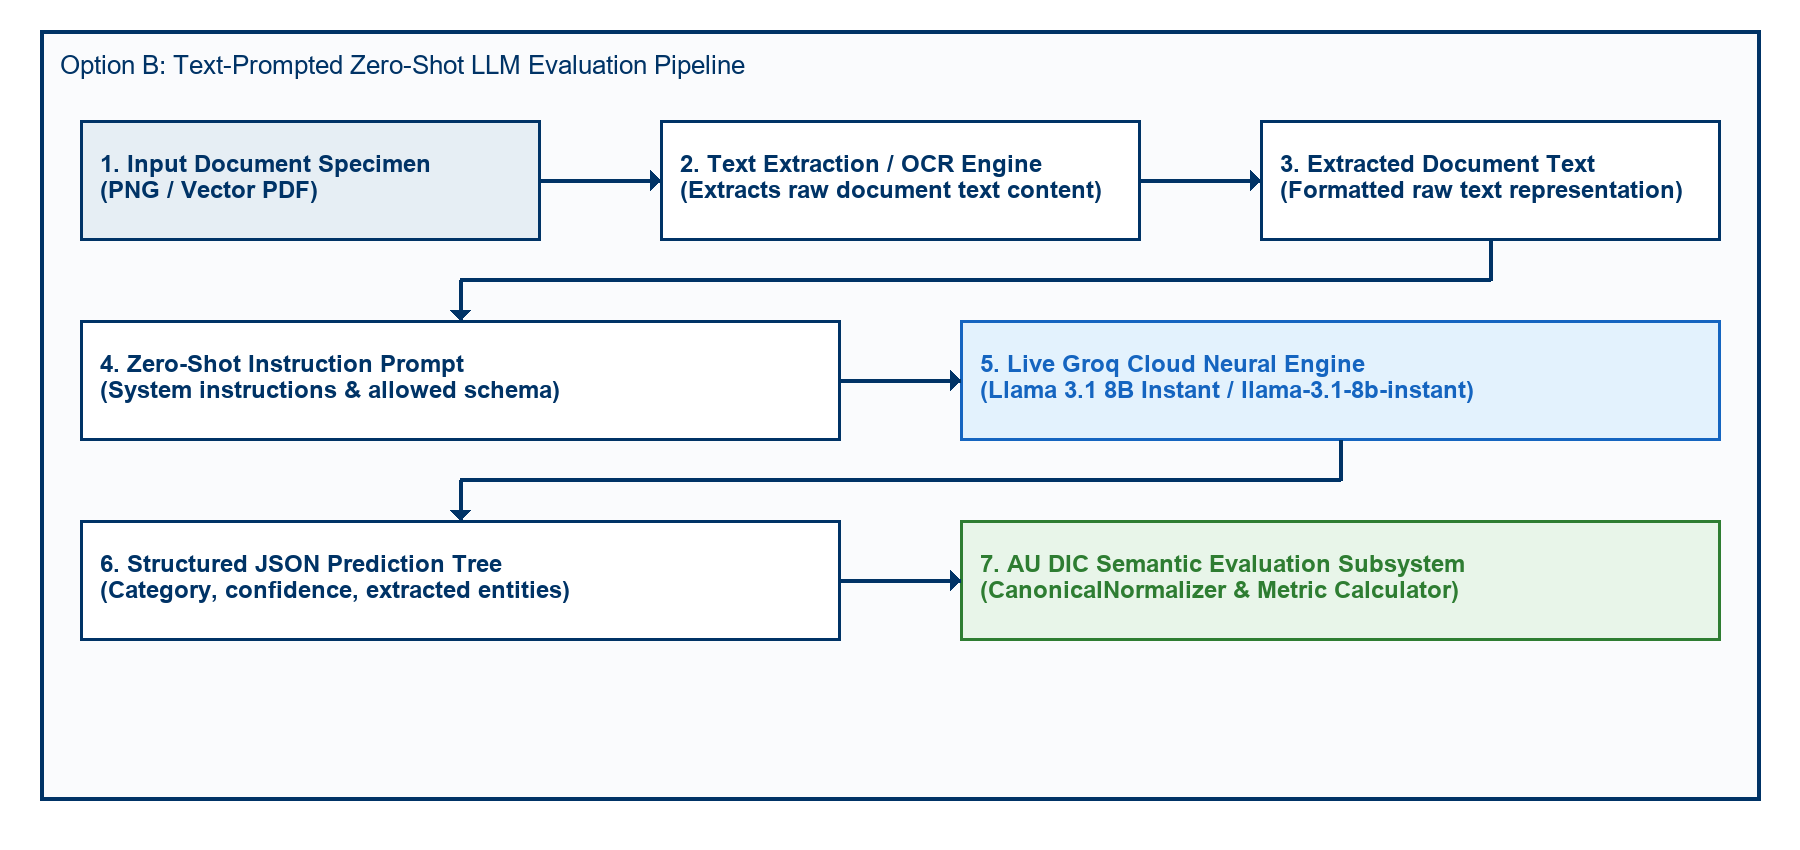 Option B: Text-Prompted Zero-Shot LLM Evaluation Pipeline
1. Input Document Specimen
(PNG / Vector PDF)
2. Text Extraction / OCR Engine
(Extracts raw document text content)
3. Extracted Document Text
(Formatted raw text representation)
4. Zero-Shot Instruction Prompt
(System instructions & allowed schema)
5. Live Groq Cloud Neural Engine
(Llama 3.1 8B Instant / llama-3.1-8b-instant)
6. Structured JSON Prediction Tree
(Category, confidence, extracted entities)
7. AU DIC Semantic Evaluation Subsystem
(CanonicalNormalizer & Metric Calculator)